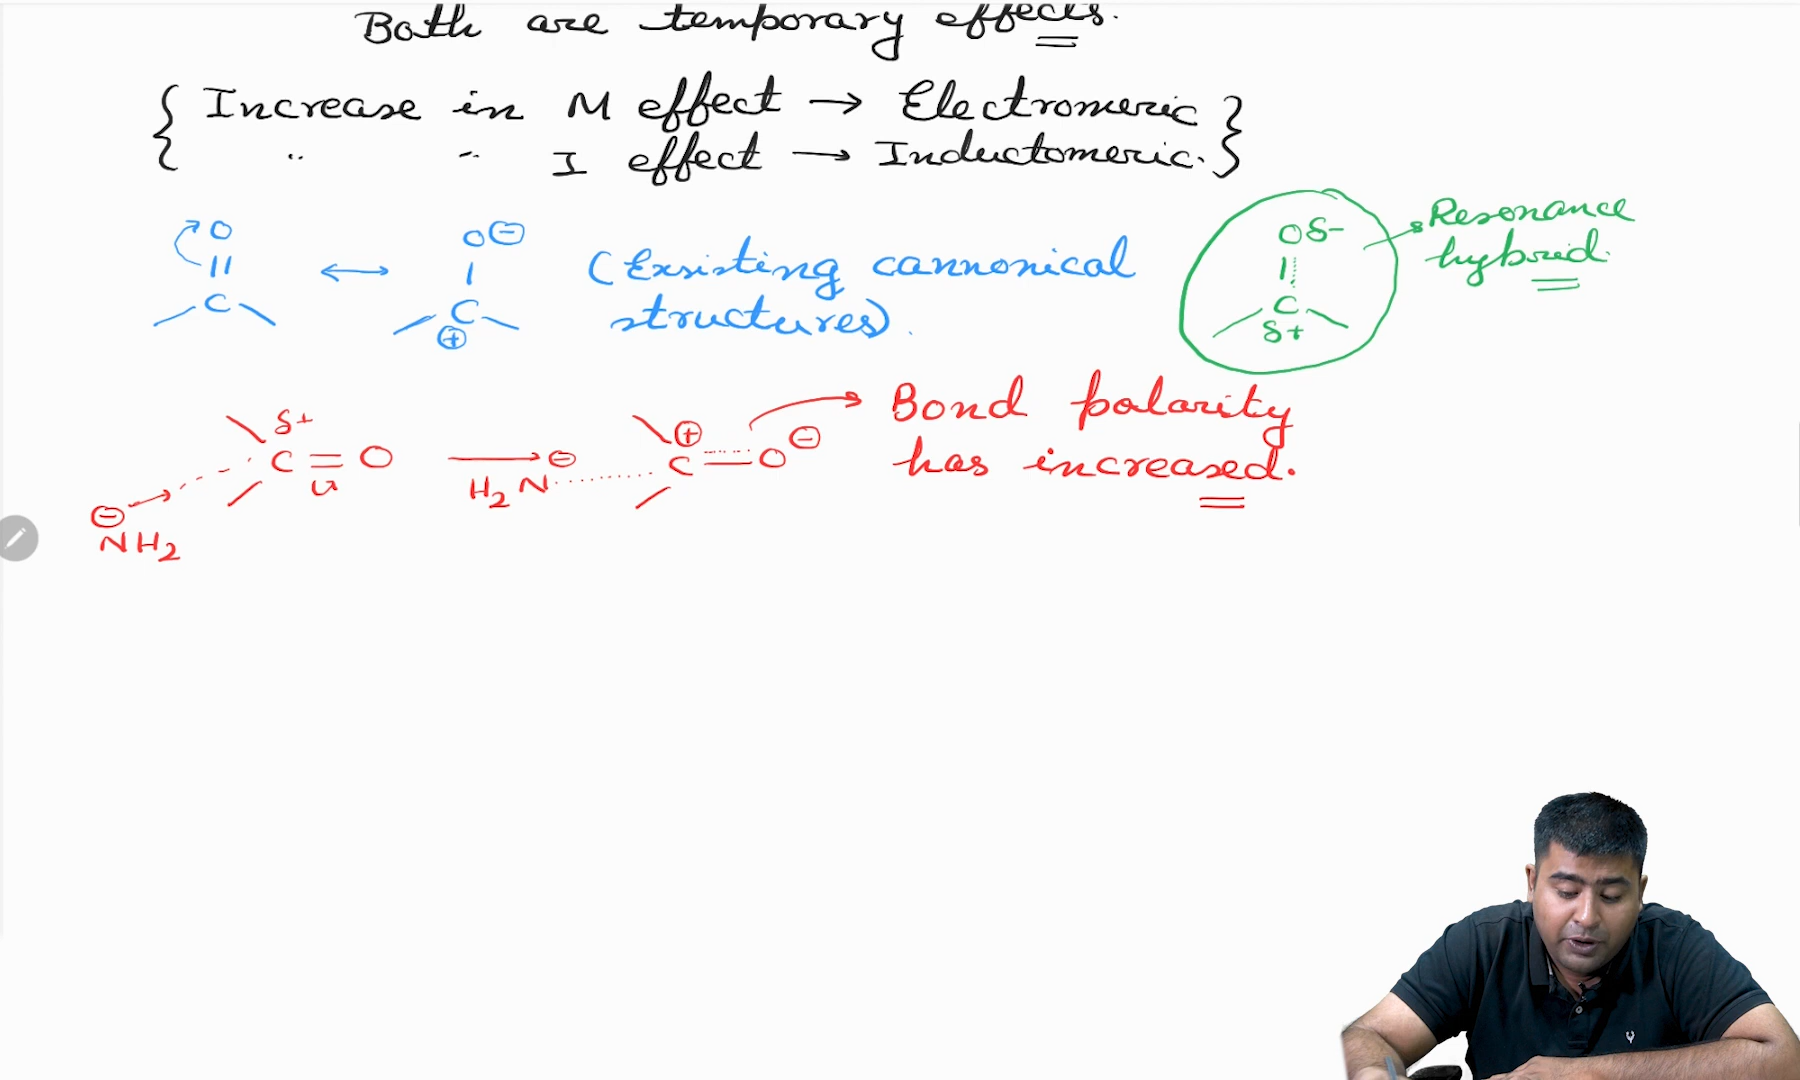 Both are temporary effects.
{ Increase in M effect → Electromeric }
{ " " I effect → Inductomeric. }
O
||
C
↔
O ⊖
|
C
⊕
(Exsisting cannonical
structures).
O δ-
C
δ+
→ Resonance
hybrid.
δ+
C = O
⊖
NH2
→
⊖
H2N
⊕
C = O ⊖
→ Bond polarity
has increased.